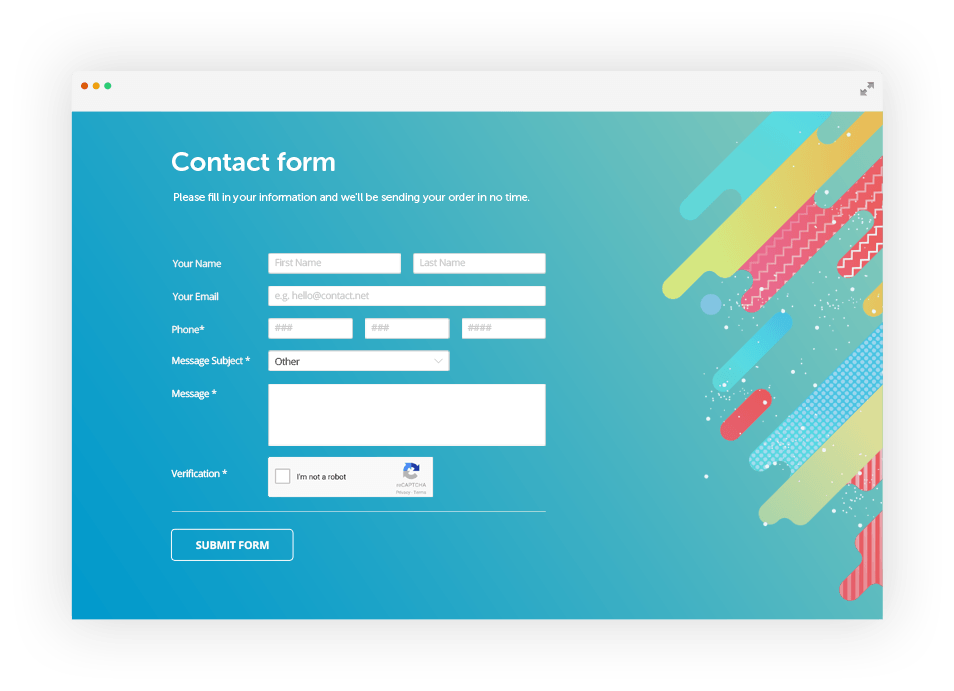 Contact form
Please fill in your information and we'll be sending your order in no time.
Your Name First Name Last Name
Your Email e.g. hello@contact.net
Phone* ### ### ####
Message Subject * Other
Message *
Verification * I'm not a robot
reCAPTCHA
Privacy - Terms
SUBMIT FORM